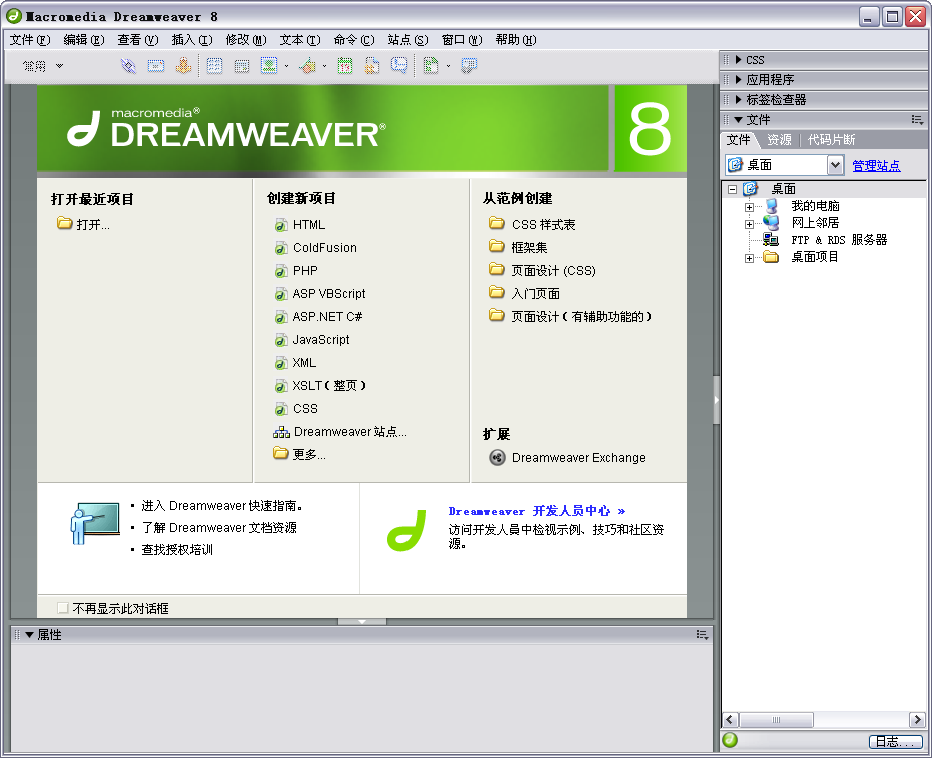 Macromedia Dreamweaver 8
文件(F) 编辑(E) 查看(V) 插入(I) 修改(M) 文本(T) 命令(C) 站点(S) 窗口(W) 帮助(H)
常用
macromedia®
DREAMWEAVER®
8
打开最近项目
打开...
创建新项目
HTML
ColdFusion
PHP
ASP VBScript
ASP.NET C#
JavaScript
XML
XSLT(整页)
CSS
Dreamweaver 站点...
更多...
从范例创建
CSS 样式表
框架集
页面设计 (CSS)
入门页面
页面设计(有辅助功能的)
扩展
Dreamweaver Exchange
• 进入 Dreamweaver 快速指南。
• 了解 Dreamweaver 文档资源
• 查找授权培训
Dreamweaver 开发人员中心 »
访问开发人员中检视示例、技巧和社区资
源。
不再显示此对话框
属性
CSS
应用程序
标签检查器
文件
文件 资源 代码片断
桌面 管理站点
桌面
我的电脑
网上邻居
FTP & RDS 服务器
桌面项目
日志...